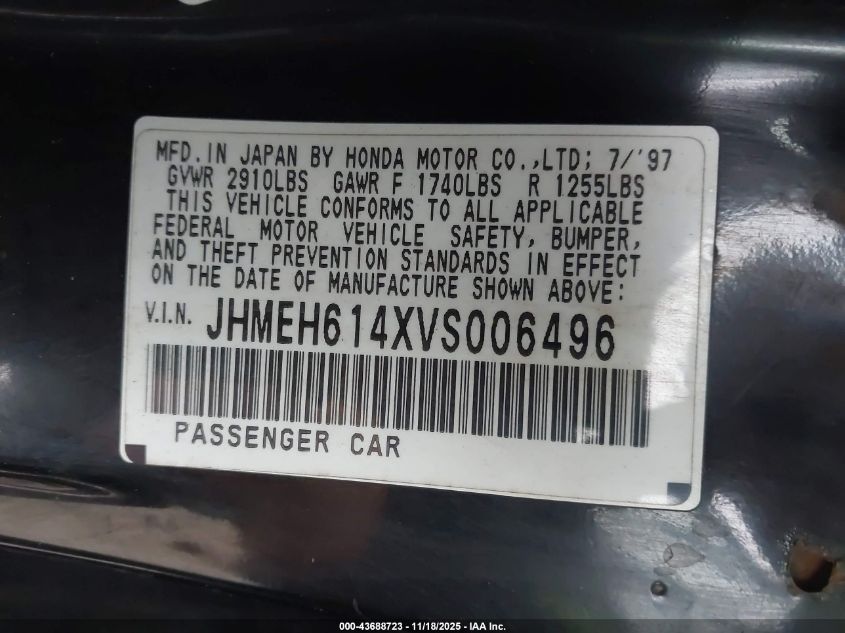 MFD. IN JAPAN BY HONDA MOTOR CO.,LTD; 7/'97
GVWR 2910LBS GAWR F 1740LBS R 1255LBS
THIS VEHICLE CONFORMS TO ALL APPLICABLE
FEDERAL MOTOR VEHICLE SAFETY, BUMPER,
AND THEFT PREVENTION STANDARDS IN EFFECT
ON THE DATE OF MANUFACTURE SHOWN ABOVE:
V.I.N. JHMEH614XVS006496
PASSENGER CAR
000-43688723 - 11/18/2025 - IAA Inc.